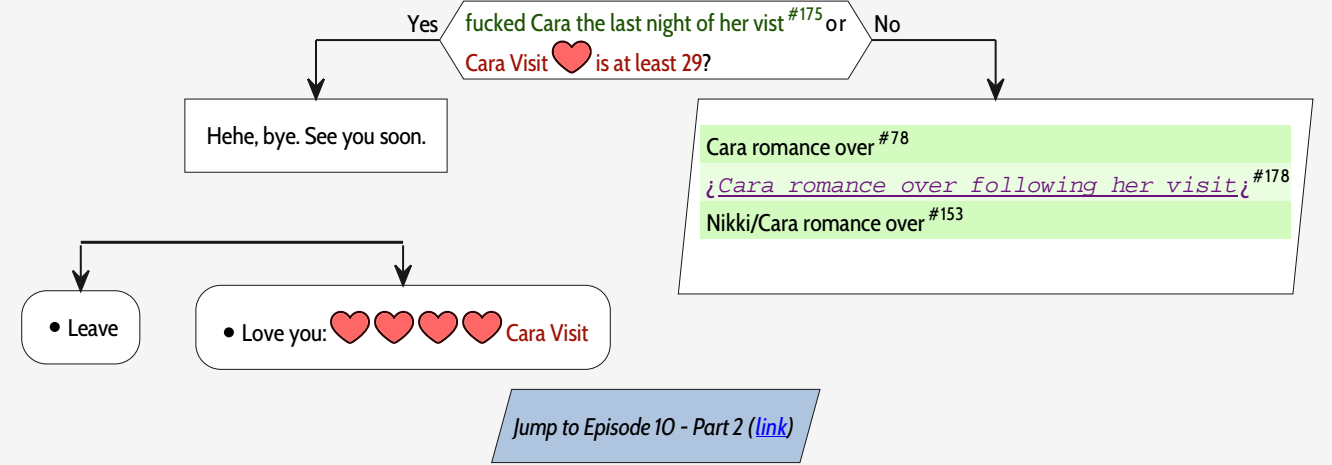 Yes
fucked Cara the last night of her vist #175 or
No
Cara Visit is at least 29?
Hehe, bye. See you soon.
Cara romance over #78
¿Cara romance over following her visit¿ #178
Nikki/Cara romance over #153
• Leave
• Love you: Cara Visit
Jump to Episode 10 - Part 2 (link)